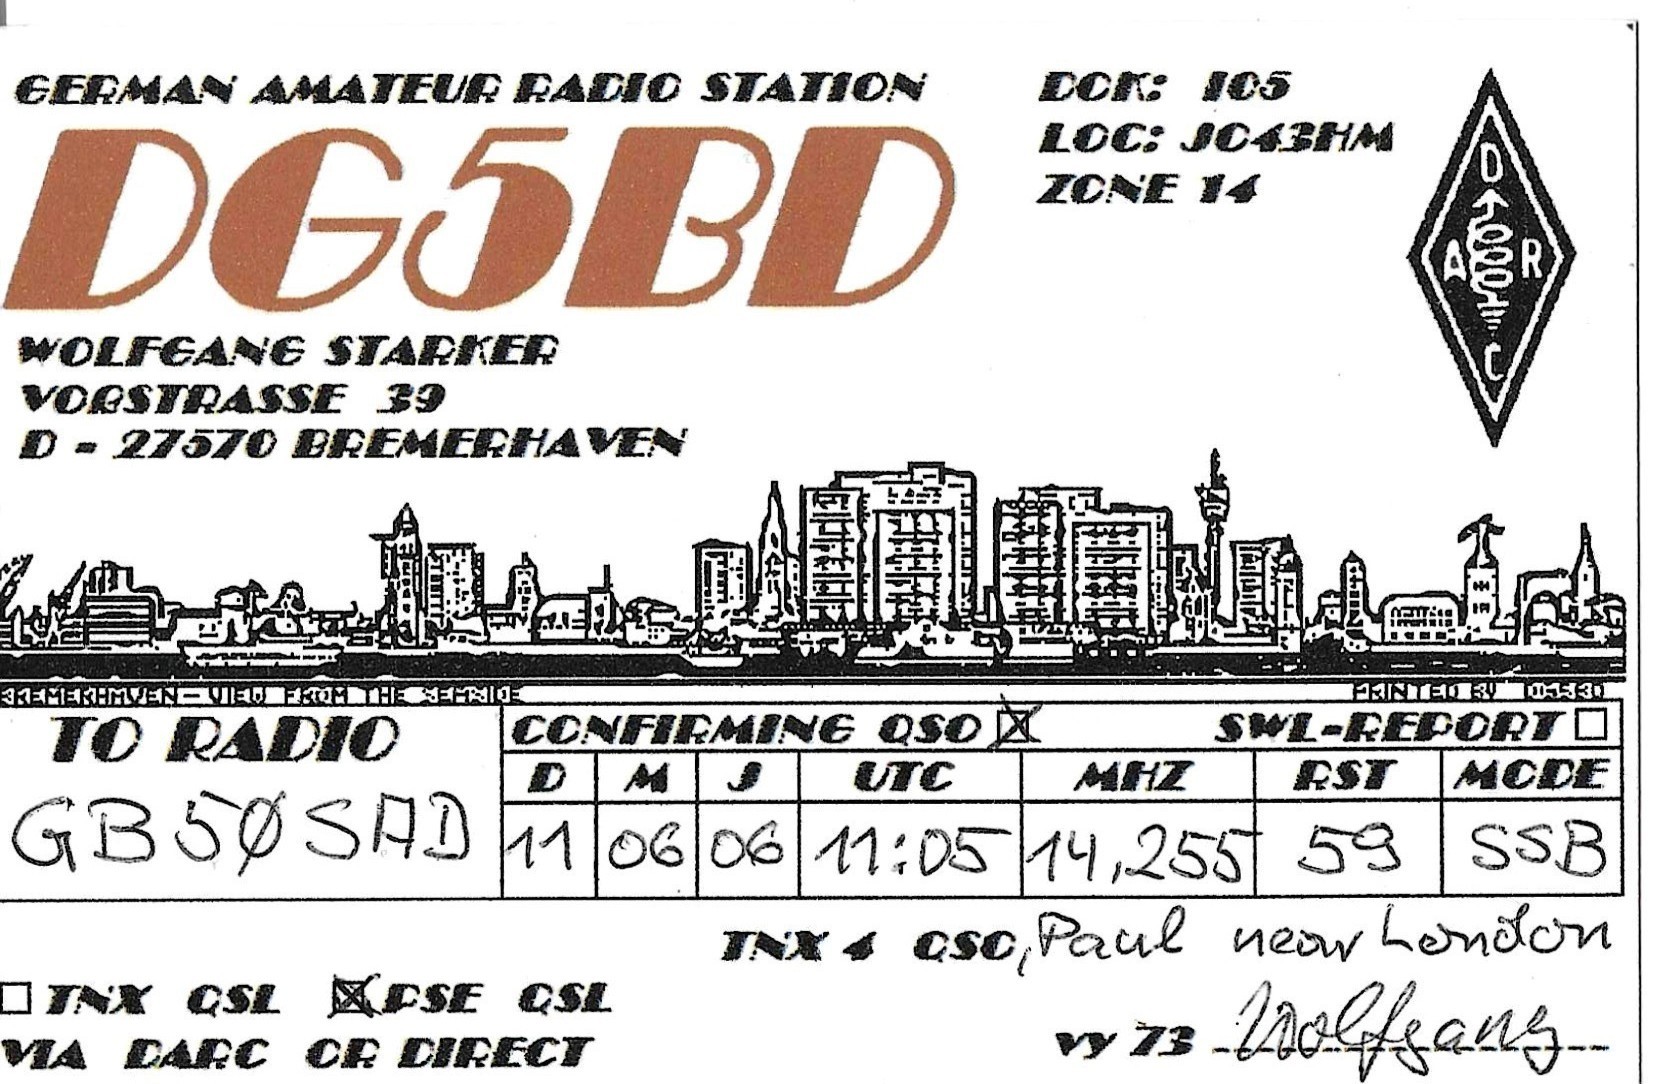 GERMAN AMATEUR RADIO STATION
DG5BD
DOK: I05
LOC: JO43HM
ZONE 14
D
A R
C
WOLFGANG STARKER
VOßSTRASSE 39
D - 27570 BREMERHAVEN
BREMERHAVEN - VIEW FROM THE SEASIDE
PRINTED BY
TO RADIO
GB5ØSAD
CONFIRMING QSO ☒ SWL-REPORT ☐
D M J UTC MHZ RST MODE
11 06 06 11:05 14,255 59 SSB
TNX 4 QSO, Paul near London
☐ TNX QSL ☒ PSE QSL
VIA DARC OR DIRECT
vy 73 Wolfgang